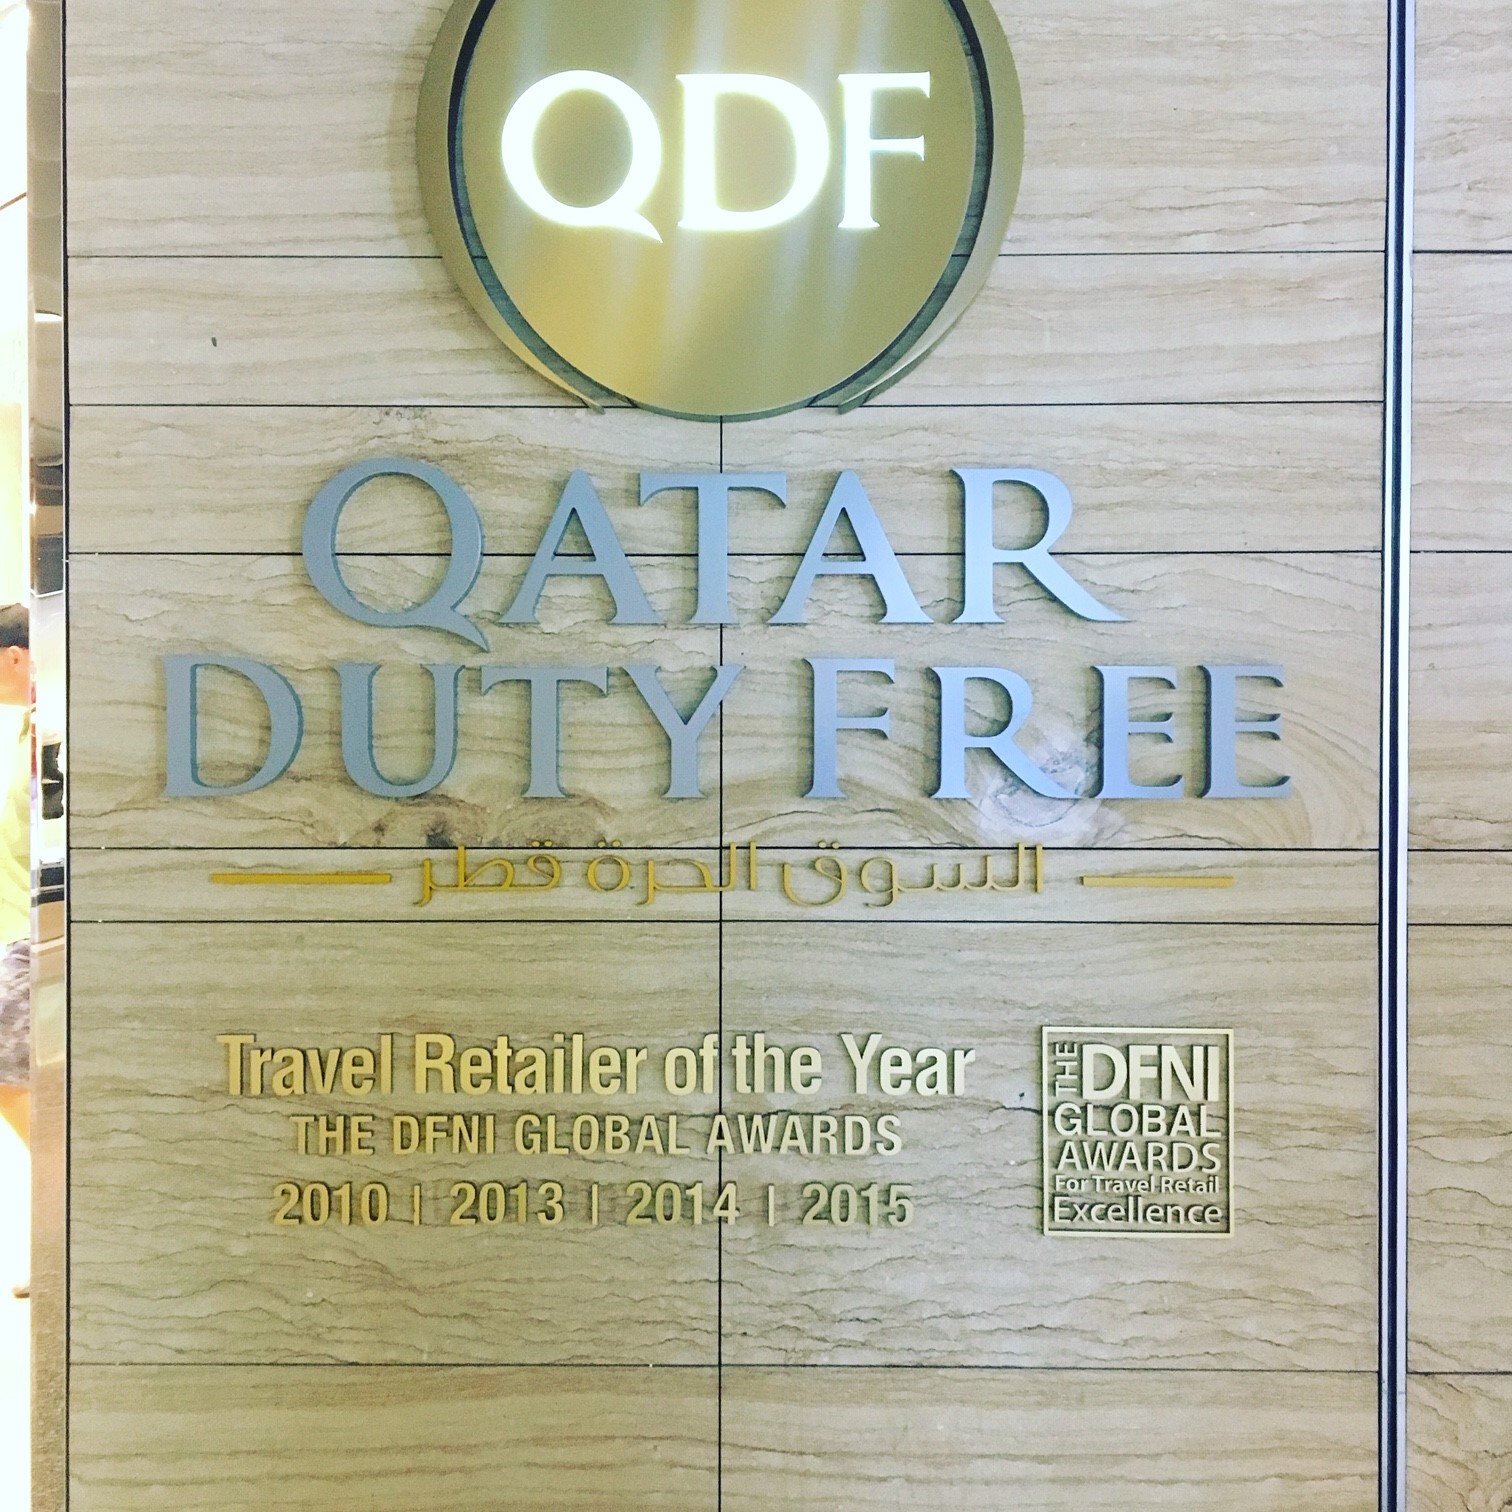 QDF
QATAR
DUTY FREE
السوق الحرة قطر
Travel Retailer of the Year
THE DFNI GLOBAL AWARDS
2010 | 2013 | 2014 | 2015
THE DFNI
GLOBAL
AWARDS
For Travel Retail
Excellence